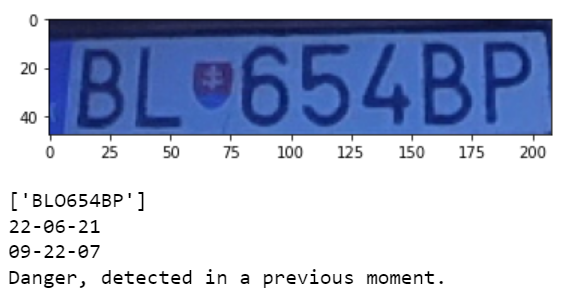 0
20
40
BL 654BP
0 25 50 75 100 125 150 175 200
['BLO654BP']
22-06-21
09-22-07
Danger, detected in a previous moment.